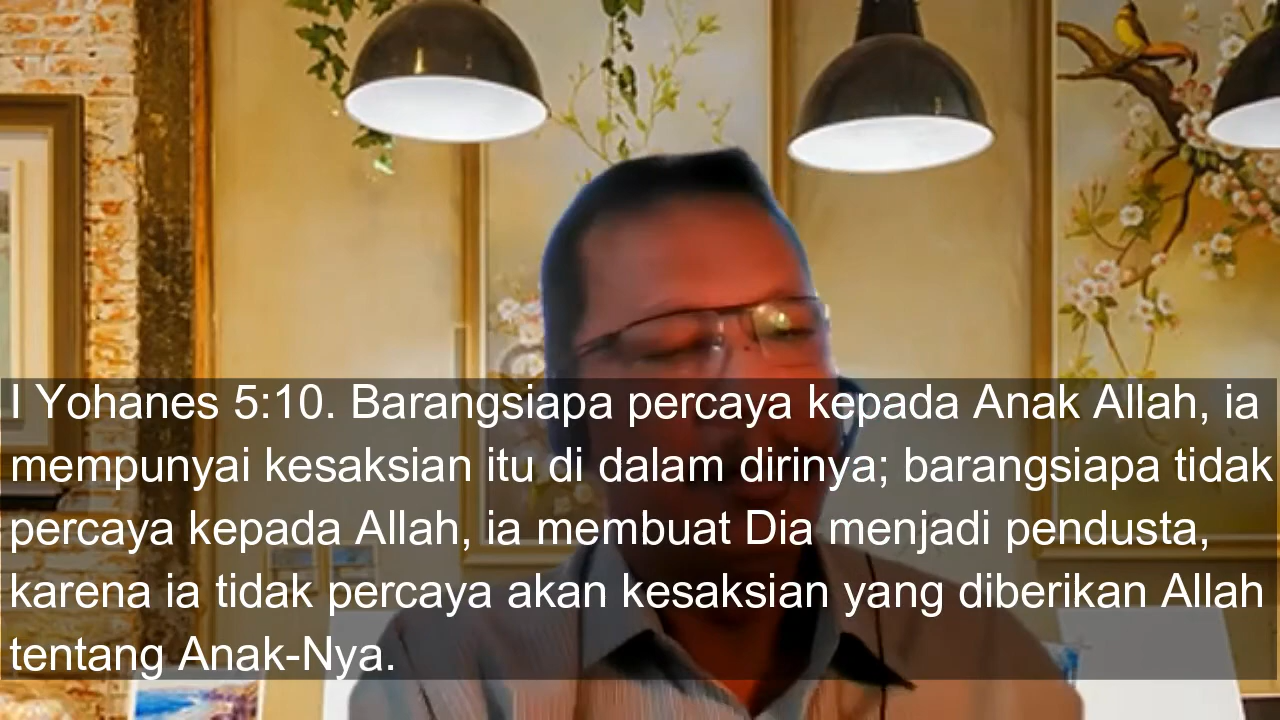 I Yohanes 5:10. Barangsiapa percaya kepada Anak Allah, ia
mempunyai kesaksian itu di dalam dirinya; barangsiapa tidak
percaya kepada Allah, ia membuat Dia menjadi pendusta,
karena ia tidak percaya akan kesaksian yang diberikan Allah
tentang Anak-Nya.